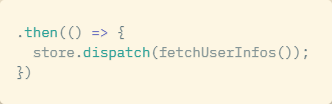 .then(() => {
  store.dispatch(fetchUserInfos());
})